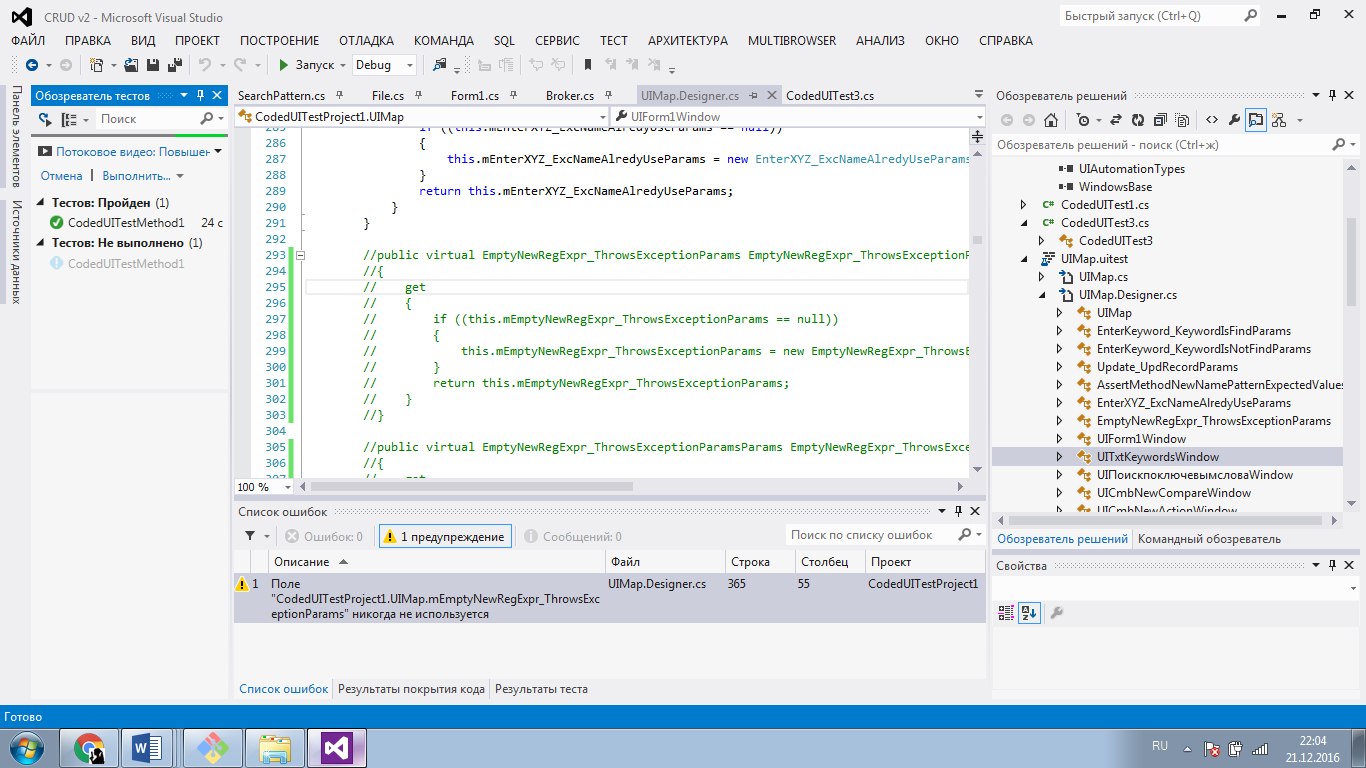 CRUD v2 - Microsoft Visual Studio
Быстрый запуск (Ctrl+Q)
ФАЙЛ ПРАВКА ВИД ПРОЕКТ ПОСТРОЕНИЕ ОТЛАДКА КОМАНДА SQL СЕРВИС ТЕСТ АРХИТЕКТУРА MULTIBROWSER АНАЛИЗ ОКНО СПРАВКА
Запуск Debug
Панель элементов
Источники данных
Обозреватель тестов
Поиск
Потоковое видео: Повышен
Отмена | Выполнить...
Тестов: Пройден (1)
CodedUITestMethod1 24 с
Тестов: Не выполнено (1)
CodedUITestMethod1
SearchPattern.cs File.cs Form1.cs Broker.cs UIMap.Designer.cs CodedUITest3.cs
CodedUITestProject1.UIMap UIForm1Window
285 if ((this.mEnterXYZ_ExcNameAlredyUseParams == null))
286 {
287 this.mEnterXYZ_ExcNameAlredyUseParams = new EnterXYZ_ExcNameAlredyUseParams
288 }
289 return this.mEnterXYZ_ExcNameAlredyUseParams;
290 }
291 }
292
293 //public virtual EmptyNewRegExpr_ThrowsExceptionParams EmptyNewRegExpr_ThrowsExceptionP
294 //{
295 // get
296 // {
297 // if ((this.mEmptyNewRegExpr_ThrowsExceptionParams == null))
298 // {
299 // this.mEmptyNewRegExpr_ThrowsExceptionParams = new EmptyNewRegExpr_ThrowsE
300 // }
301 // return this.mEmptyNewRegExpr_ThrowsExceptionParams;
302 // }
303 //}
304
305 //public virtual EmptyNewRegExpr_ThrowsExceptionParamsParams EmptyNewRegExpr_ThrowsExce
306 //{
307 // get
100 %
Список ошибок
Ошибок: 0 1 предупреждение Сообщений: 0 Поиск по списку ошибок
Описание Файл Строка Столбец Проект
1 Поле UIMap.Designer.cs 365 55 CodedUITestProject1
"CodedUITestProject1.UIMap.mEmptyNewRegExpr_ThrowsExc
eptionParams" никогда не используется
Список ошибок Результаты покрытия кода Результаты теста
Обозреватель решений
Обозреватель решений - поиск (Ctrl+ж)
UIAutomationTypes
WindowsBase
C# CodedUITest1.cs
C# CodedUITest3.cs
CodedUITest3
UIMap.uitest
UIMap.cs
UIMap.Designer.cs
UIMap
EnterKeyword_KeywordIsFindParams
EnterKeyword_KeywordIsNotFindParams
Update_UpdRecordParams
AssertMethodNewNamePatternExpectedValues
EnterXYZ_ExcNameAlredyUseParams
EmptyNewRegExpr_ThrowsExceptionParams
UIForm1Window
UITxtKeywordsWindow
UIПоискпоключевымсловаWindow
UICmbNewCompareWindow
UICmbNewActionWindow
Обозреватель решений Командный обозреватель
Свойства
Готово
RU
22:04
21.12.2016